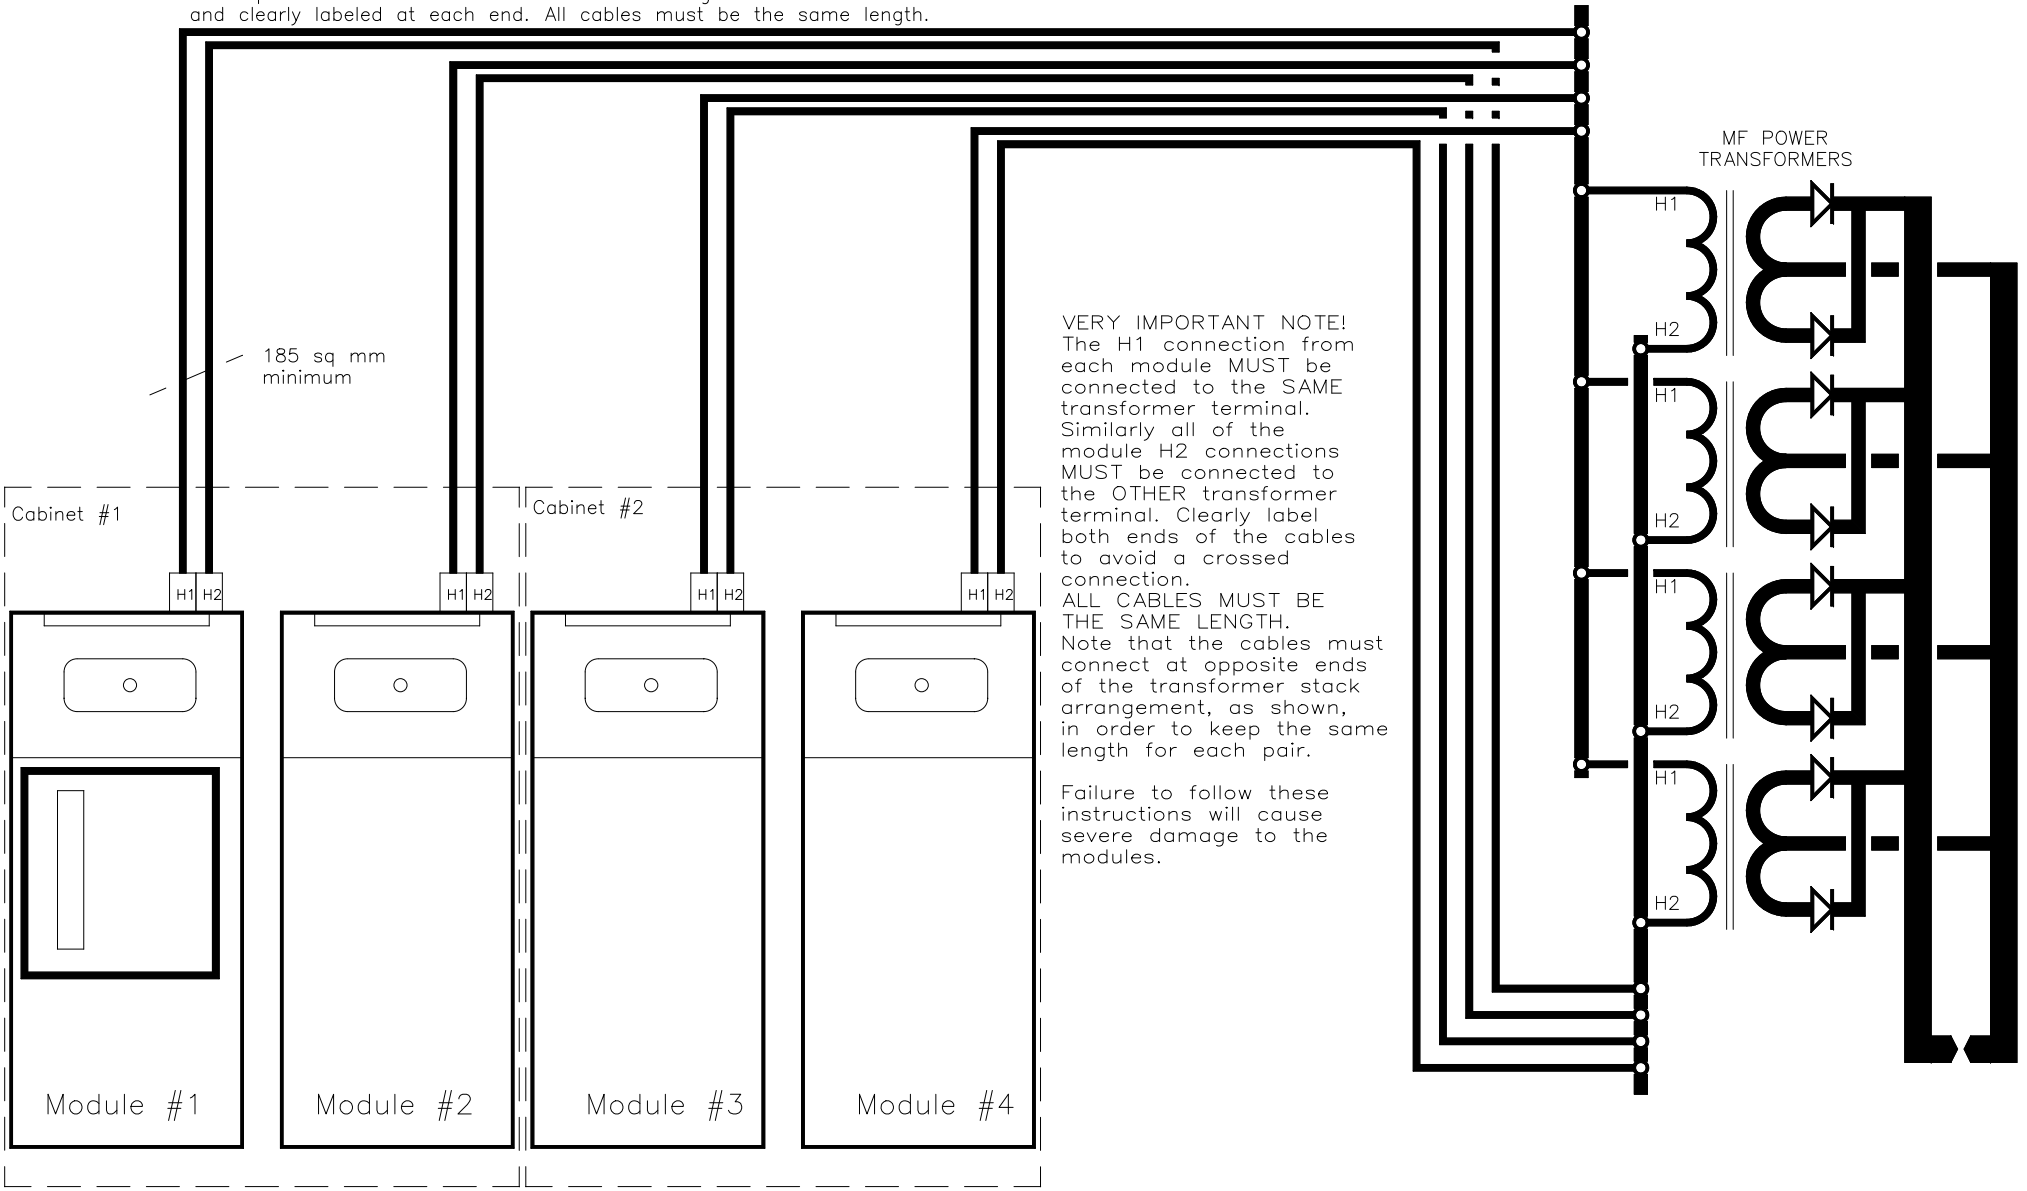 and clearly labeled at each end. All cables must be the same length.
MF POWER
TRANSFORMERS
H1
H2
H1
H2
H1
H2
H1
H2
185 sq mm
minimum
VERY IMPORTANT NOTE!
The H1 connection from
each module MUST be
connected to the SAME
transformer terminal.
Similarly all of the
module H2 connections
MUST be connected to
the OTHER transformer
terminal. Clearly label
both ends of the cables
to avoid a crossed
connection.
ALL CABLES MUST BE
THE SAME LENGTH.
Note that the cables must
connect at opposite ends
of the transformer stack
arrangement, as shown,
in order to keep the same
length for each pair.
Failure to follow these
instructions will cause
severe damage to the
modules.
Cabinet #1
Cabinet #2
H1 H2
H1 H2
H1 H2
H1 H2
Module #1
Module #2
Module #3
Module #4